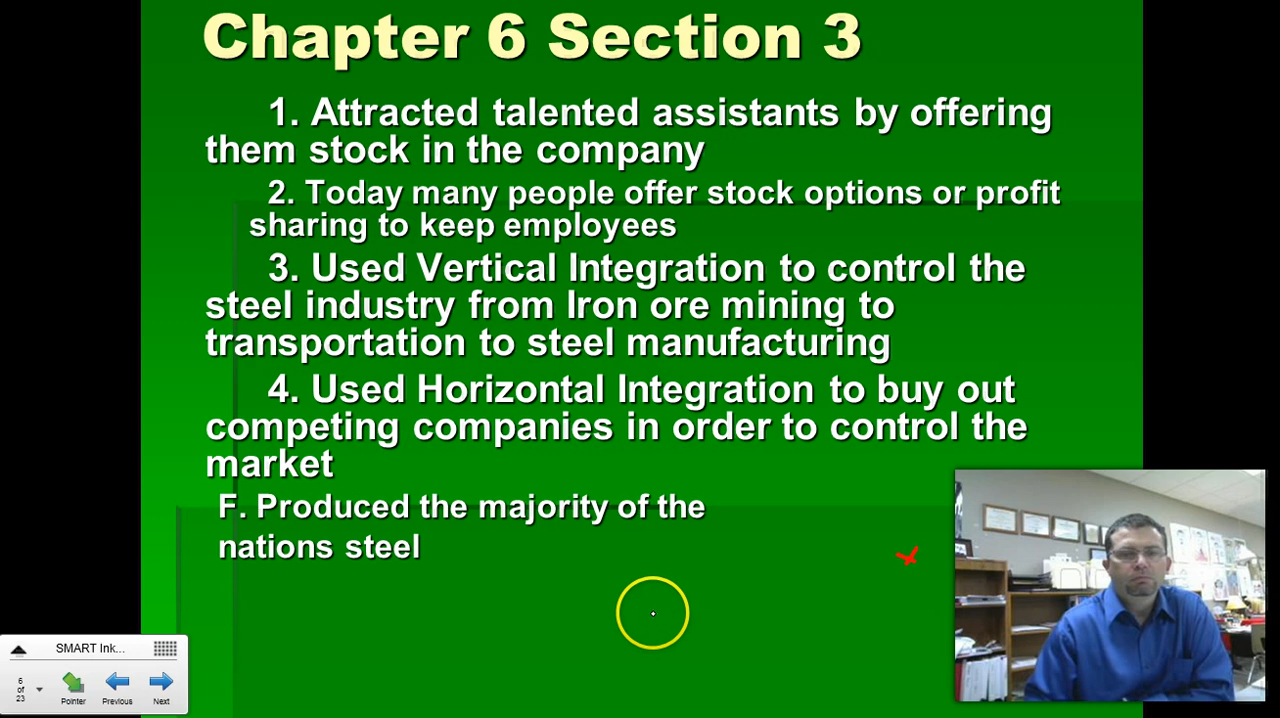 Chapter 6 Section 3
1. Attracted talented assistants by offering
them stock in the company
2. Today many people offer stock options or profit
sharing to keep employees
3. Used Vertical Integration to control the
steel industry from Iron ore mining to
transportation to steel manufacturing
4. Used Horizontal Integration to buy out
competing companies in order to control the
market
F. Produced the majority of the
nations steel
SMART Ink...
6
of
23
Pointer
Previous
Next